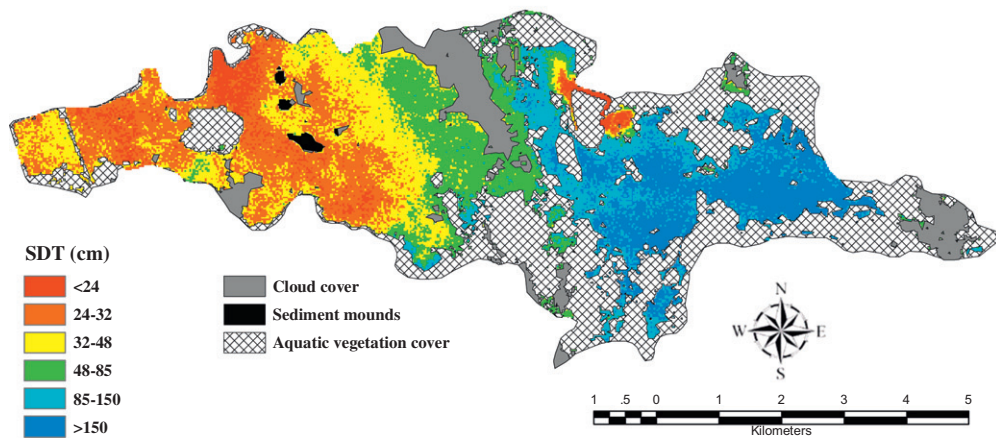 SDT (cm)
<24
24-32
32-48
48-85
85-150
>150
Cloud cover
Sediment mounds
Aquatic vegetation cover
N
W E
S
1 .5 0 1 2 3 4 5
Kilometers